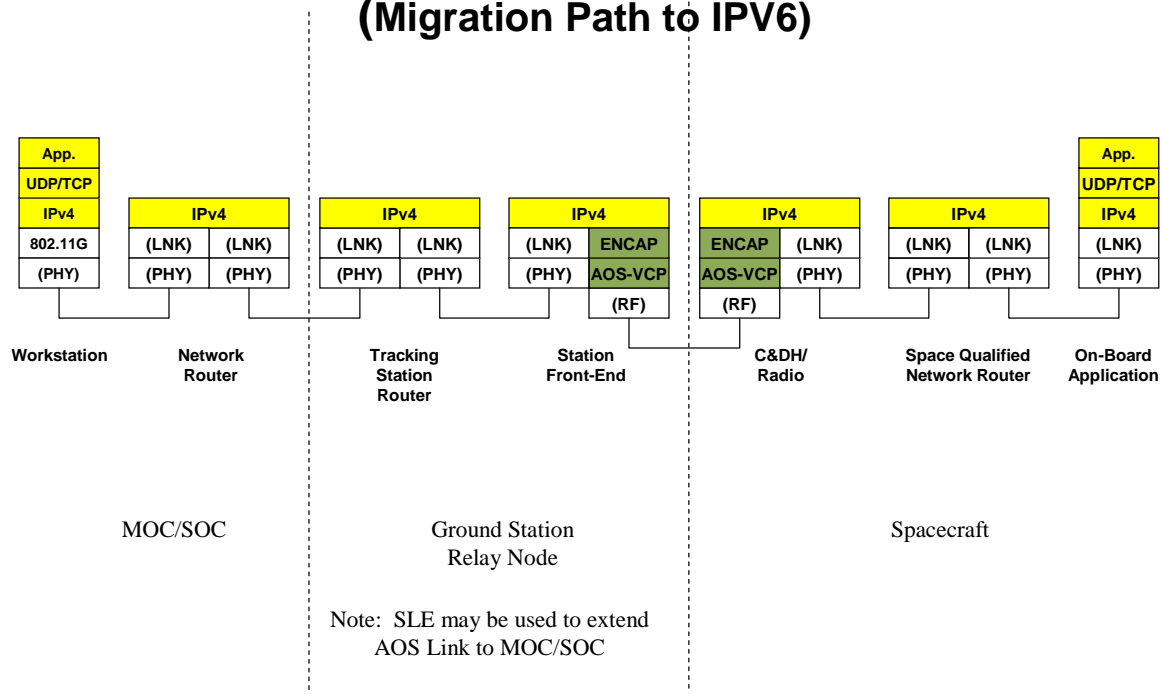 (Migration Path to IPV6)
App.
UDP/TCP
IPv4
802.11G
(PHY)
Workstation
IPv4
(LNK) (LNK)
(PHY) (PHY)
Network
Router
IPv4
(LNK) (LNK)
(PHY) (PHY)
Tracking
Station
Router
IPv4
(LNK) ENCAP
(PHY) AOS-VCP
(RF)
Station
Front-End
IPv4
ENCAP (LNK)
AOS-VCP (PHY)
(RF)
C&DH/
Radio
IPv4
(LNK) (LNK)
(PHY) (PHY)
Space Qualified
Network Router
App.
UDP/TCP
IPv4
(LNK)
(PHY)
On-Board
Application
MOC/SOC
Ground Station
Relay Node
Spacecraft
Note: SLE may be used to extend
AOS Link to MOC/SOC